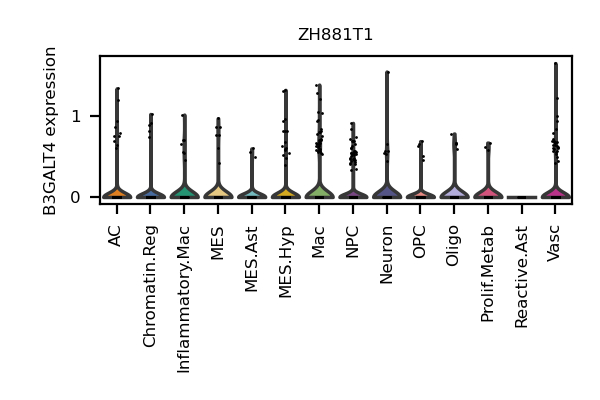 ZH881T1
B3GALT4 expression
1
0
AC
Chromatin.Reg
Inflammatory.Mac
MES
MES.Ast
MES.Hyp
Mac
NPC
Neuron
OPC
Oligo
Prolif.Metab
Reactive.Ast
Vasc